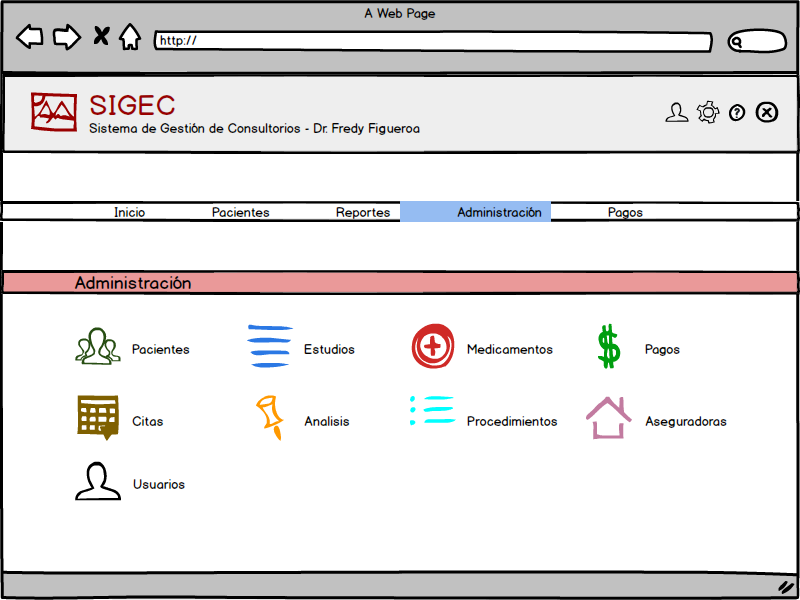 A Web Page
http://
SIGEC
Sistema de Gestión de Consultorios - Dr. Fredy Figueroa
Inicio Pacientes Reportes Administración Pagos
Administración
Pacientes Estudios Medicamentos Pagos
Citas Analisis Procedimientos Aseguradoras
Usuarios